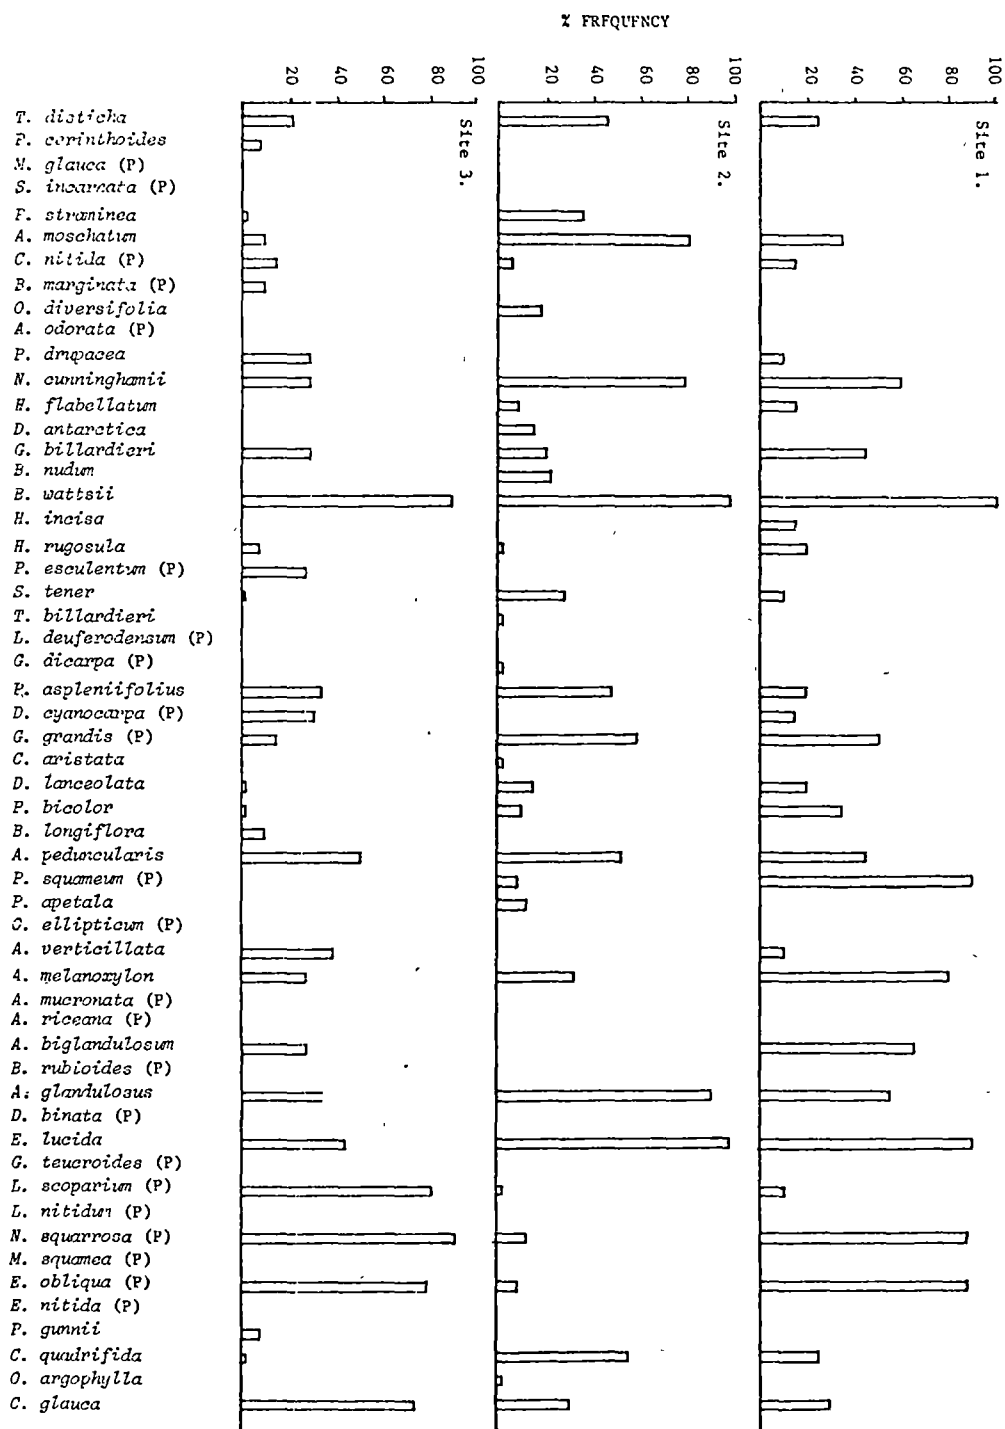 % FREQUENCY
20 40 60 80 100
20 40 60 80 100
20 40 60 80 100
Site 3.
Site 2.
Site 1.
T. disticha
P. cerinthoides
M. glauca (P)
S. incarnata (P)
F. straminea
A. moschatum
C. nitida (P)
B. marginata (P)
O. diversifolia
A. odorata (P)
P. drupacea
N. cunninghamii
H. flabellatum
D. antarctica
G. billardieri
B. nudum
B. wattsii
H. incisa
H. rugosula
P. esculentum (P)
S. tener
T. billardieri
L. deuferodensum (P)
G. dicarpa (P)
P. aspleniifolius
D. cyanocarpa (P)
G. grandis (P)
C. aristata
D. lanceolata
P. bicolor
B. longiflora
A. peduncularis
P. squameum (P)
P. apetala
O. ellipticum (P)
A. verticillata
A. melanoxylon
A. mucronata (P)
A. riceana (P)
A. biglandulosum
B. rubioides (P)
A. glandulosus
D. binata (P)
E. lucida
G. teucroides (P)
L. scoparium (P)
L. nitidum (P)
N. squarrosa (P)
M. squamea (P)
E. obliqua (P)
E. nitida (P)
P. gunnii
C. quadrifida
O. argophylla
C. glauca